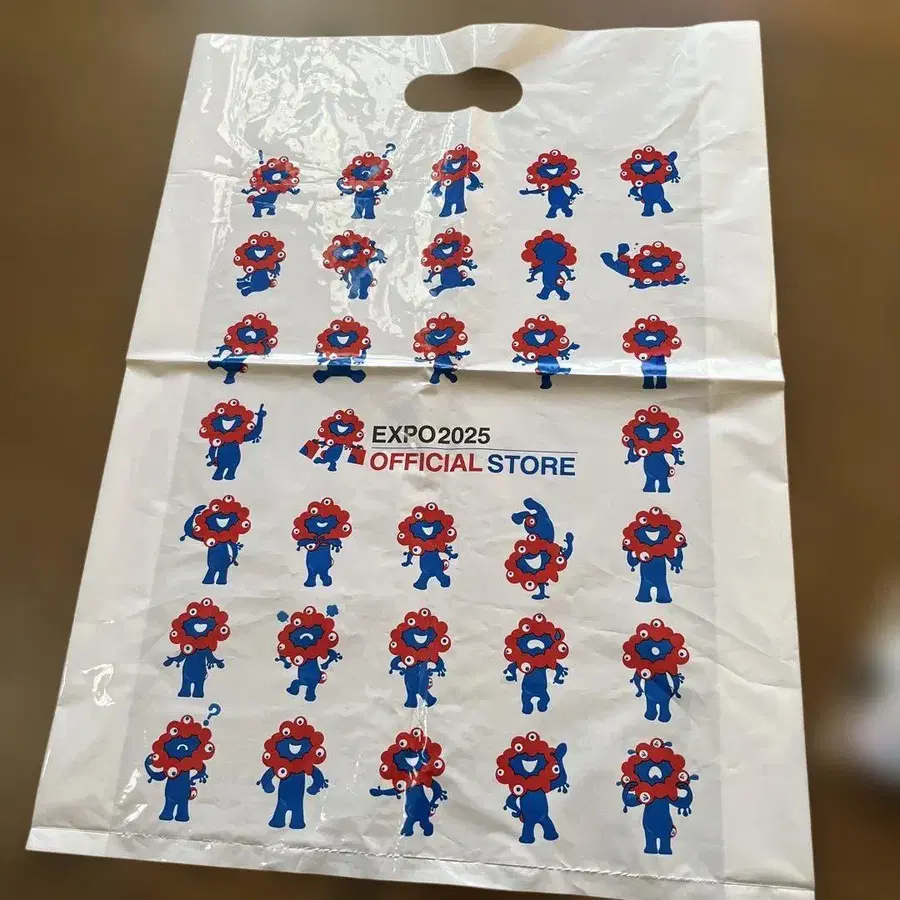 ?
EXPO2025
OFFICIAL STORE
?